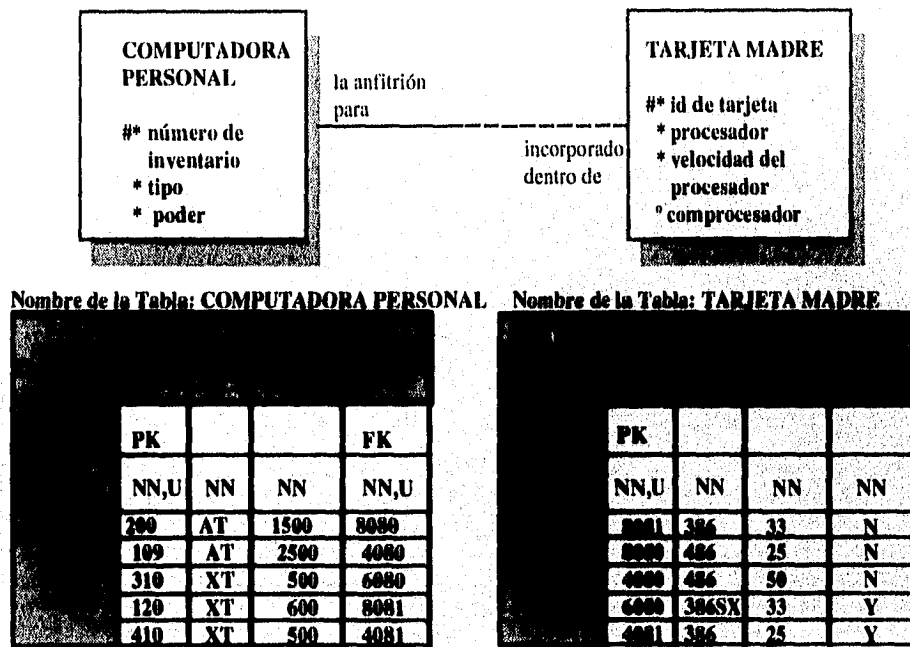 COMPUTADORA
PERSONAL
#* número de
inventario
* tipo
* poder
la anfitrión
para
incorporado
dentro de
TARJETA MADRE
#* id de tarjeta
* procesador
* velocidad del
procesador
° comprocesador
Nombre de la Tabla: COMPUTADORA PERSONAL
PK FK
NN,U NN NN NN,U
200 AT 1500 8080
109 AT 2500 4080
310 XT 500 6080
120 XT 600 8081
410 XT 500 4081
Nombre de la Tabla: TARJETA MADRE
PK
NN,U NN NN NN
8081 386 33 N
8080 486 25 N
4080 486 50 N
6080 386SX 33 Y
4081 386 25 Y